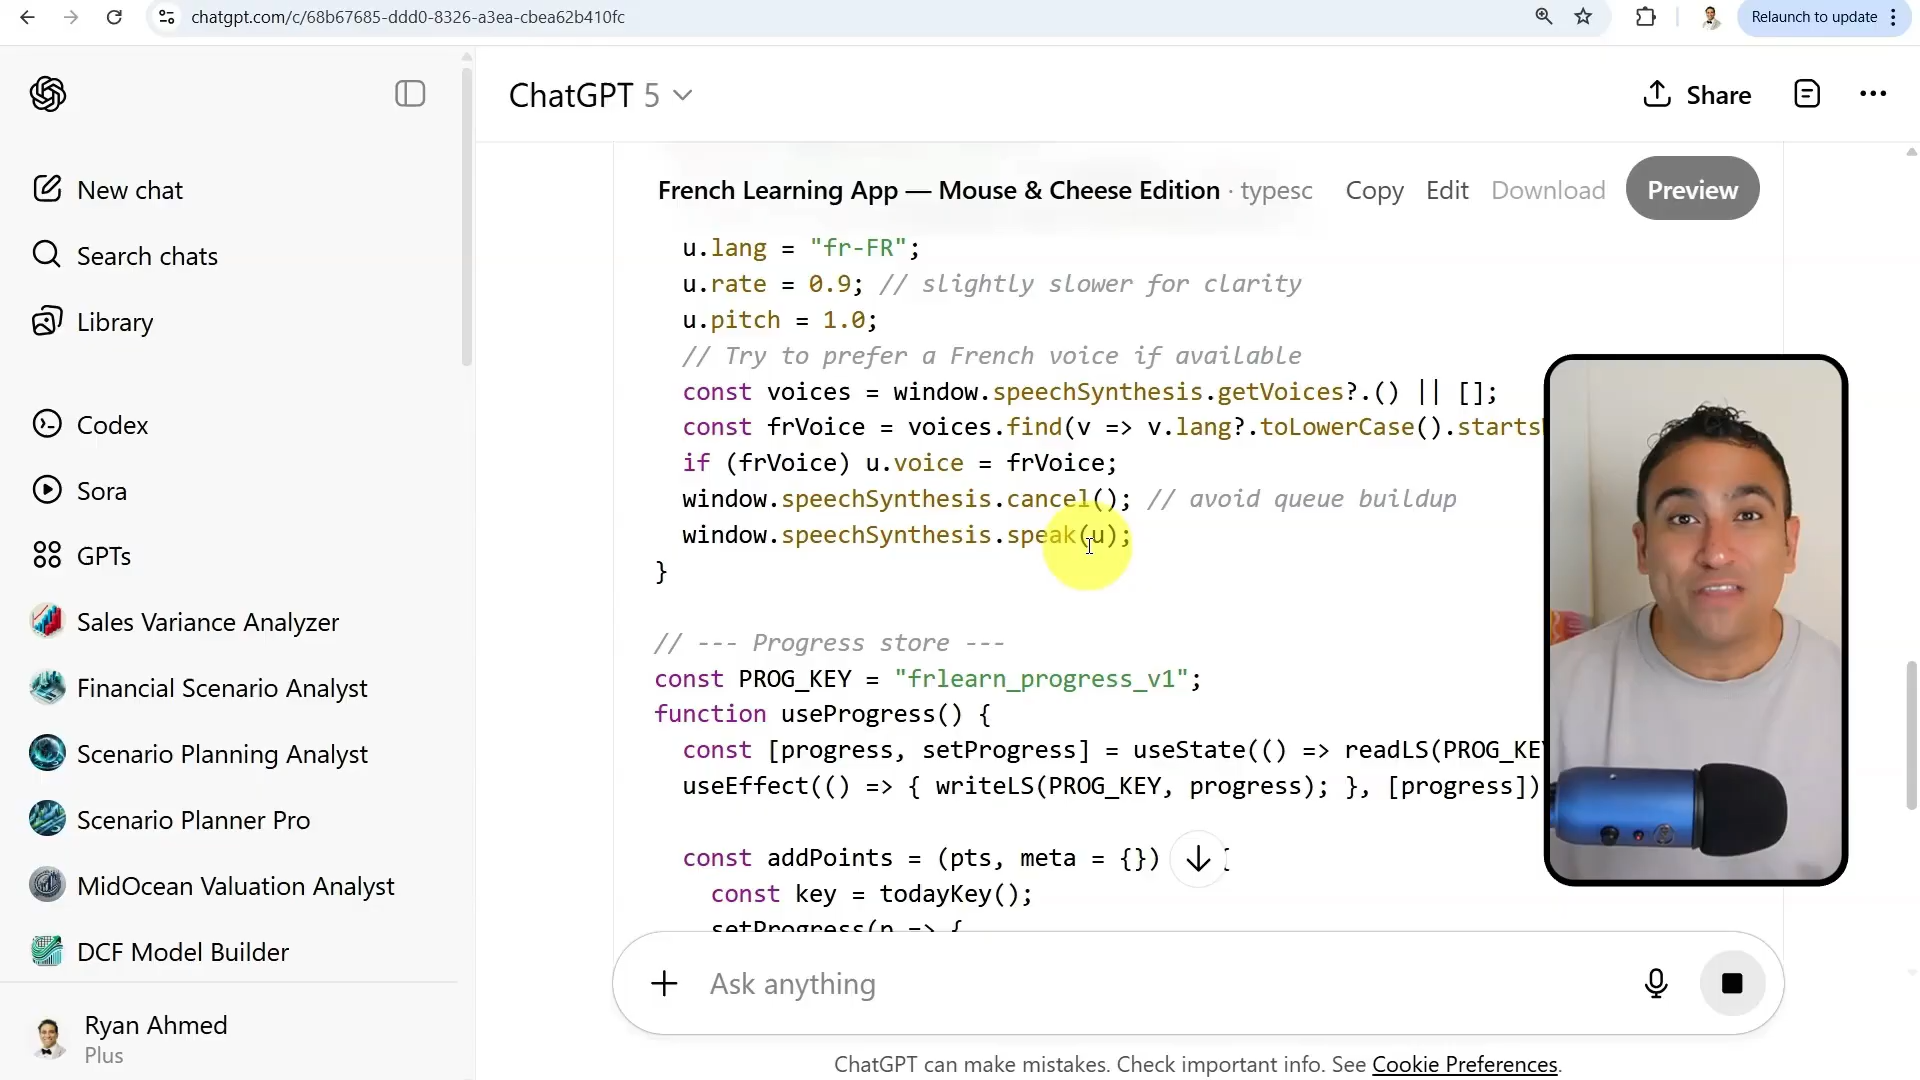 chatgpt.com/c/68b67685-ddd0-8326-a3ea-cbea62b410fc
Relaunch to update
ChatGPT 5
Share
New chat
Search chats
Library
Codex
Sora
GPTs
Sales Variance Analyzer
Financial Scenario Analyst
Scenario Planning Analyst
Scenario Planner Pro
MidOcean Valuation Analyst
DCF Model Builder
Ryan Ahmed
Plus
French Learning App — Mouse & Cheese Edition · typesc
Copy
Edit
Download
Preview
u.lang = "fr-FR";
u.rate = 0.9; // slightly slower for clarity
u.pitch = 1.0;
// Try to prefer a French voice if available
const voices = window.speechSynthesis.getVoices?.() || [];
const frVoice = voices.find(v => v.lang?.toLowerCase().starts
if (frVoice) u.voice = frVoice;
window.speechSynthesis.cancel(); // avoid queue buildup
window.speechSynthesis.speak(u);
}
// --- Progress store ---
const PROG_KEY = "frlearn_progress_v1";
function useProgress() {
const [progress, setProgress] = useState(() => readLS(PROG_KEY
useEffect(() => { writeLS(PROG_KEY, progress); }, [progress])
const addPoints = (pts, meta = {}) {
const key = todayKey();
setProgress(p => {
Ask anything
ChatGPT can make mistakes. Check important info. See Cookie Preferences.